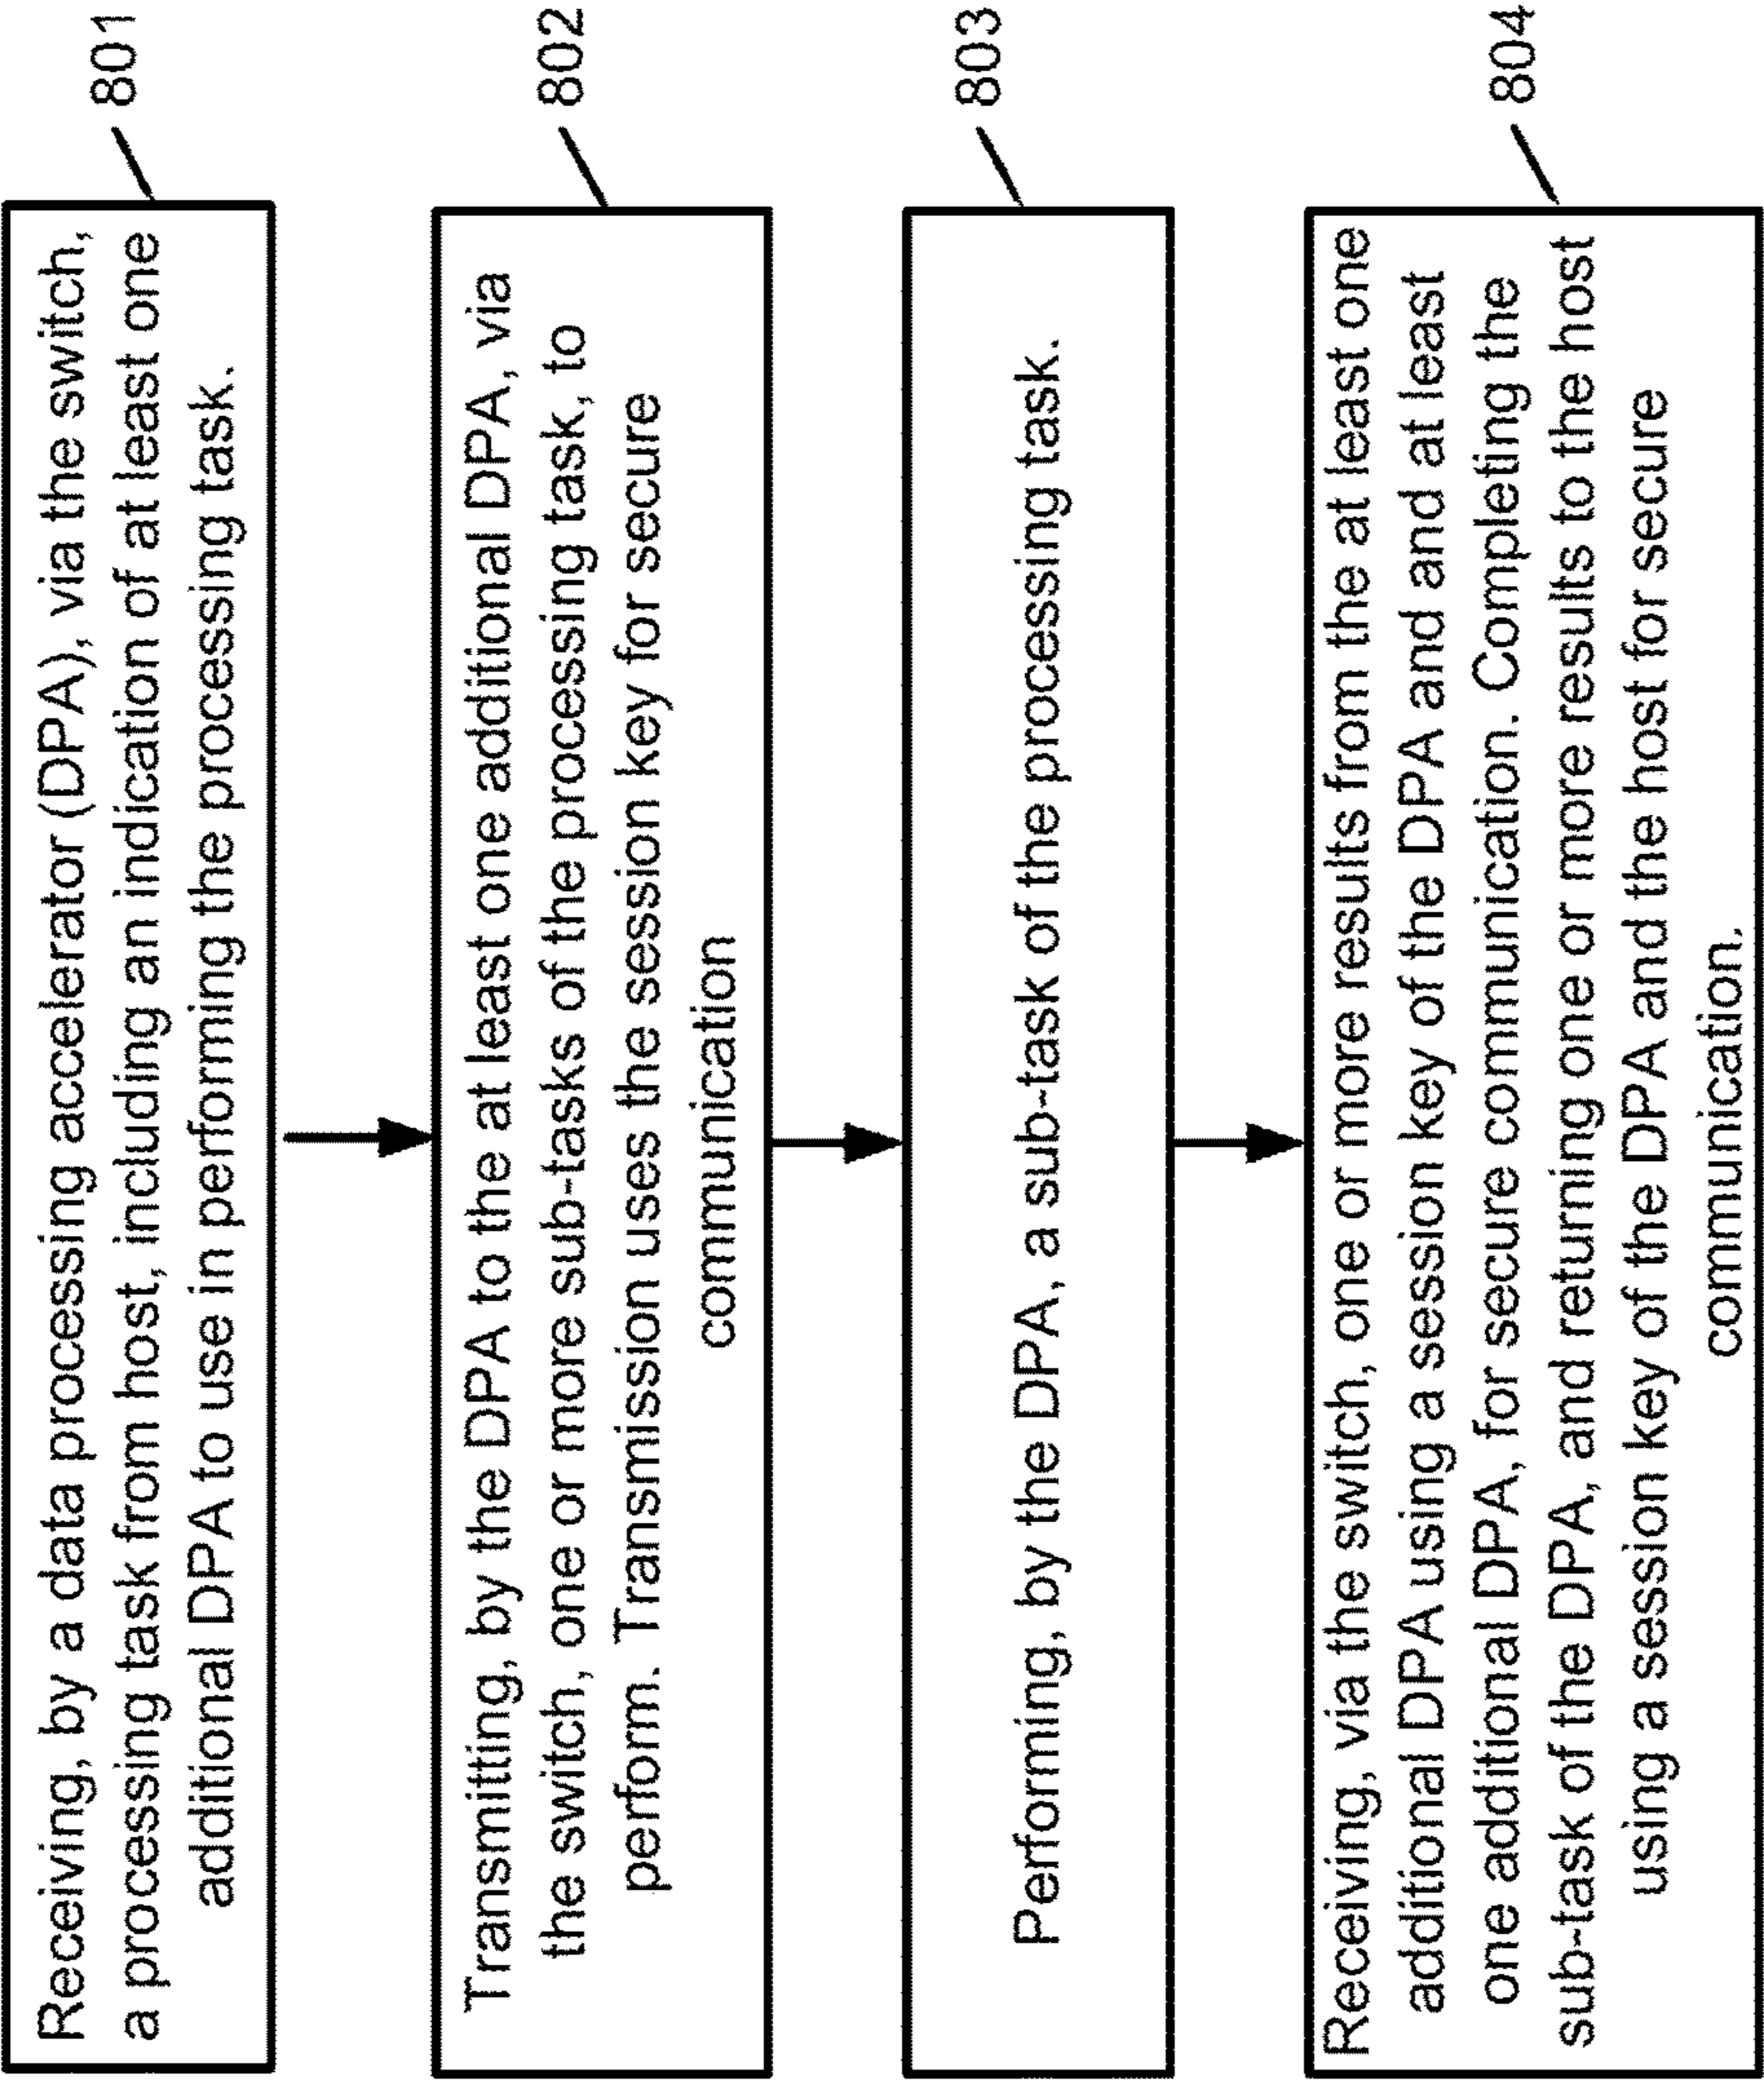 Receiving, by a data processing accelerator (DPA), via the switch,
a processing task from host, including an indication of at least one
additional DPA to use in performing the processing task.
801
Transmitting, by the DPA to the at least one additional DPA, via
the switch, one or more sub-tasks of the processing task, to
perform. Transmission uses the session key for secure
communication
802
Performing, by the DPA, a sub-task of the processing task.
803
Receiving, via the switch, one or more results from the at least one
additional DPA using a session key of the DPA and and at least
one additional DPA, for secure communication. Completing the
sub-task of the DPA, and returning one or more results to the host
using a session key of the DPA and the host for secure
communication.
804